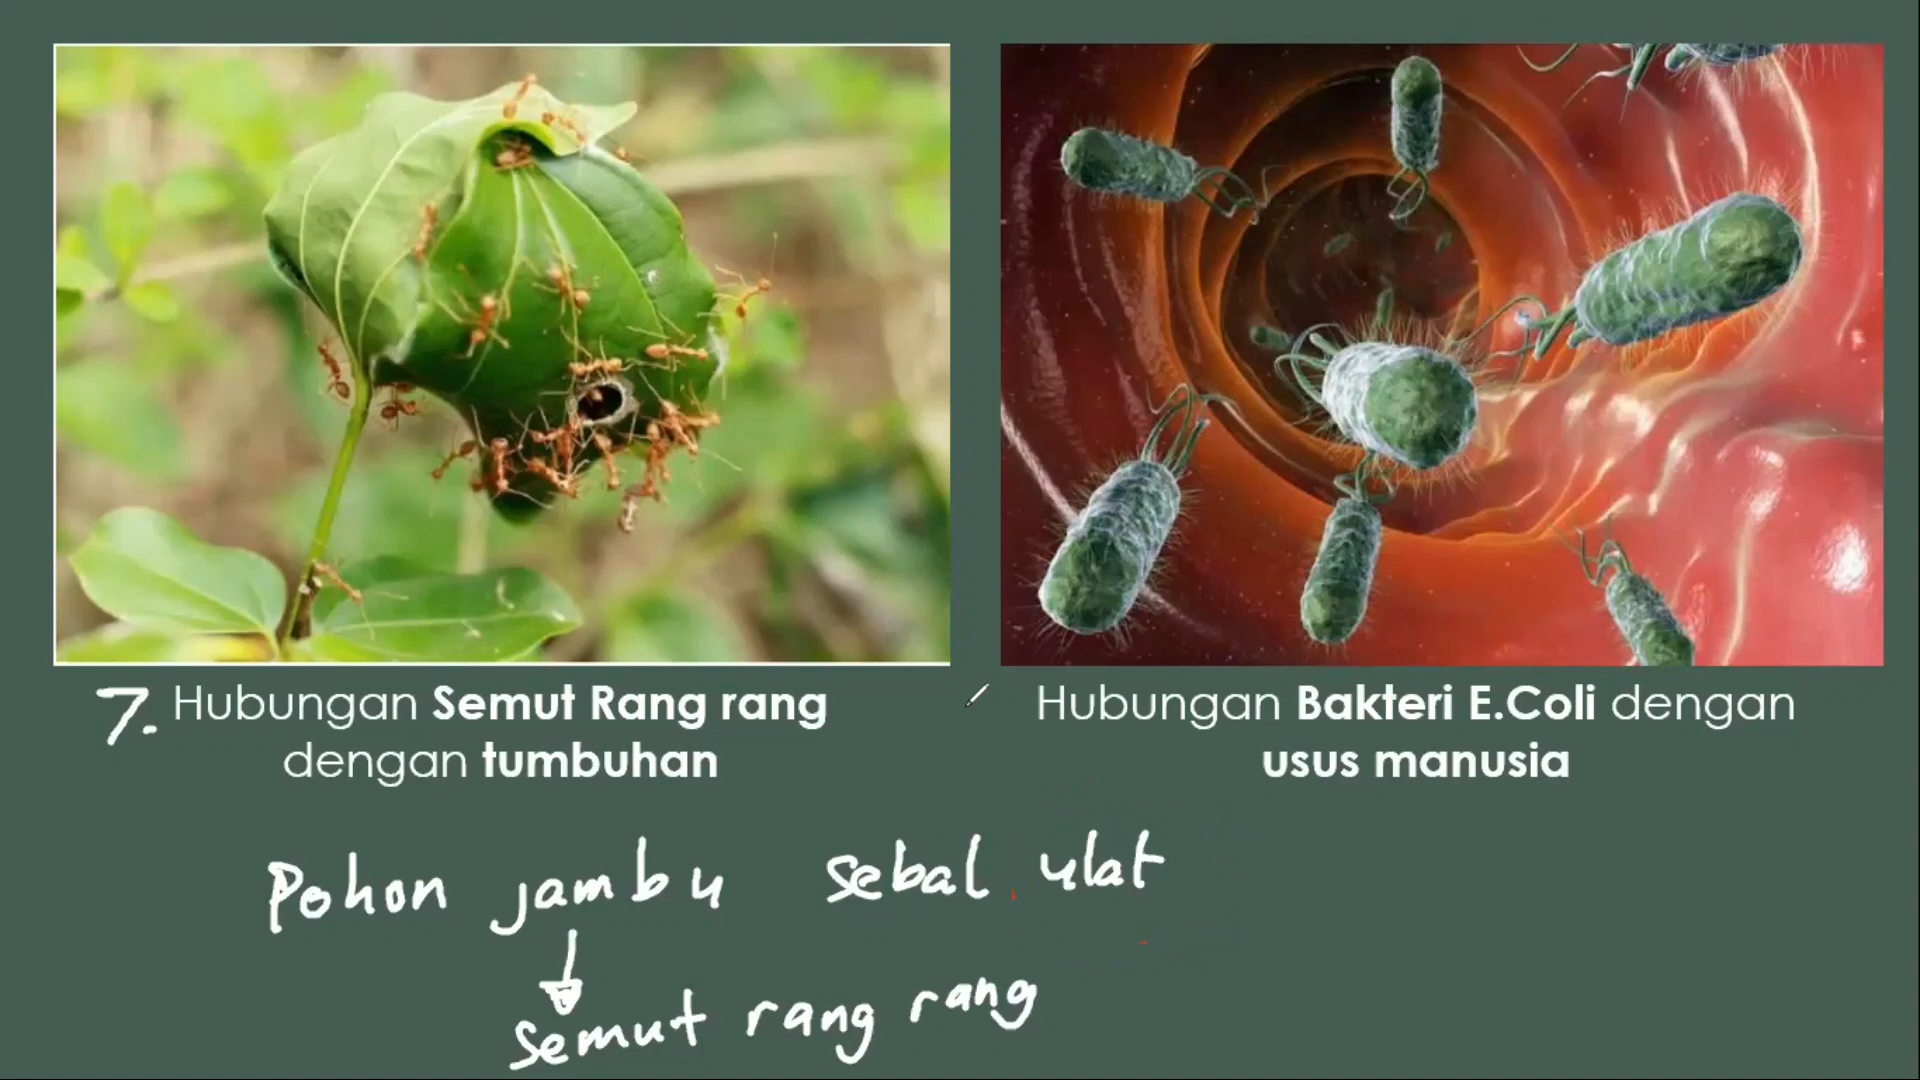 7. Hubungan Semut Rang rang
dengan tumbuhan
Hubungan Bakteri E.Coli dengan
usus manusia
Pohon jambu sebal ulat
semut rang rang